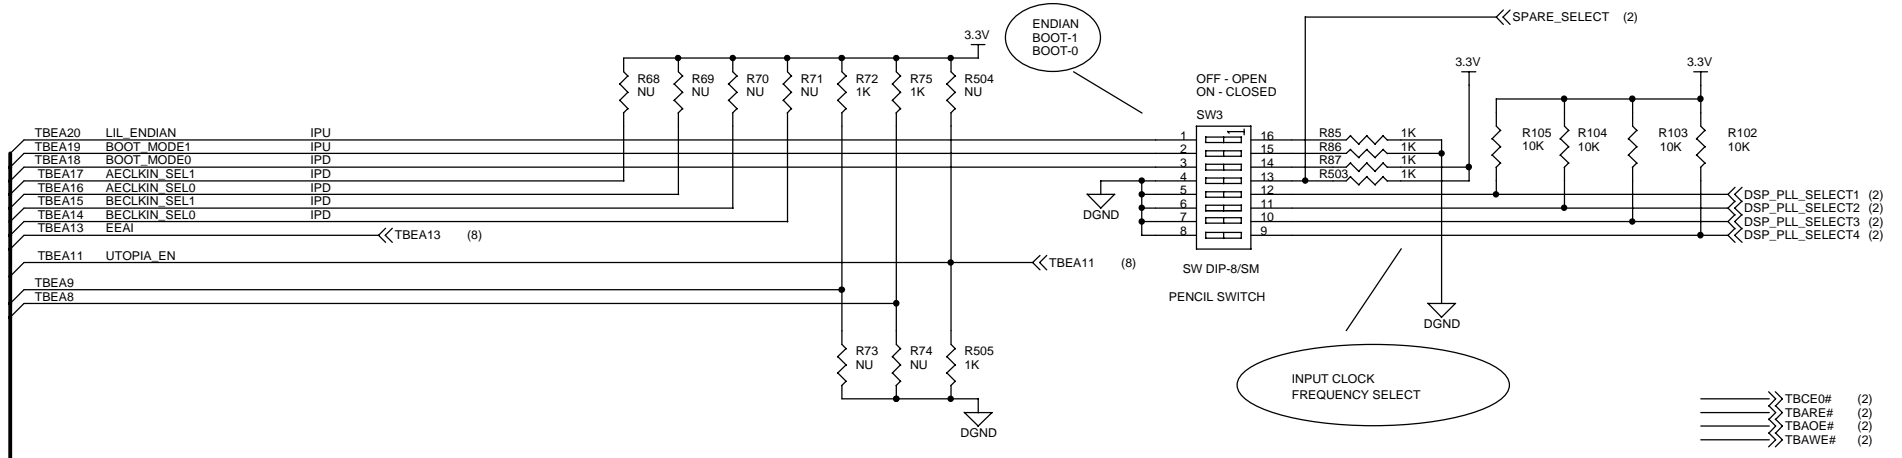 SPARE_SELECT (2)
ENDIAN
BOOT-1
BOOT-0
3.3V
3.3V
3.3V
OFF - OPEN
ON - CLOSED
R68
NU
R69
NU
R70
NU
R71
NU
R72
1K
R75
1K
R504
NU
SW3
TBEA20 LIL_ENDIAN IPU
TBEA19 BOOT_MODE1 IPU
TBEA18 BOOT_MODE0 IPD
TBEA17 AECLKIN_SEL1 IPD
TBEA16 AECLKIN_SEL0 IPD
TBEA15 BECLKIN_SEL1 IPD
TBEA14 BECLKIN_SEL0 IPD
TBEA13 EEAI
TBEA13 (8)
TBEA11 UTOPIA_EN
TBEA11 (8)
TBEA9
TBEA8
1 16 R85 1K
2 15 R86 1K
3 14 R87 1K
4 13 R503 1K
5 12
6 11
7 10
8 9
1
R105
10K
R104
10K
R103
10K
R102
10K
DSP_PLL_SELECT1 (2)
DSP_PLL_SELECT2 (2)
DSP_PLL_SELECT3 (2)
DSP_PLL_SELECT4 (2)
DGND
SW DIP-8/SM
PENCIL SWITCH
DGND
R73
NU
R74
NU
R505
1K
DGND
INPUT CLOCK
FREQUENCY SELECT
TBCE0# (2)
TBARE# (2)
TBAOE# (2)
TBAWE# (2)